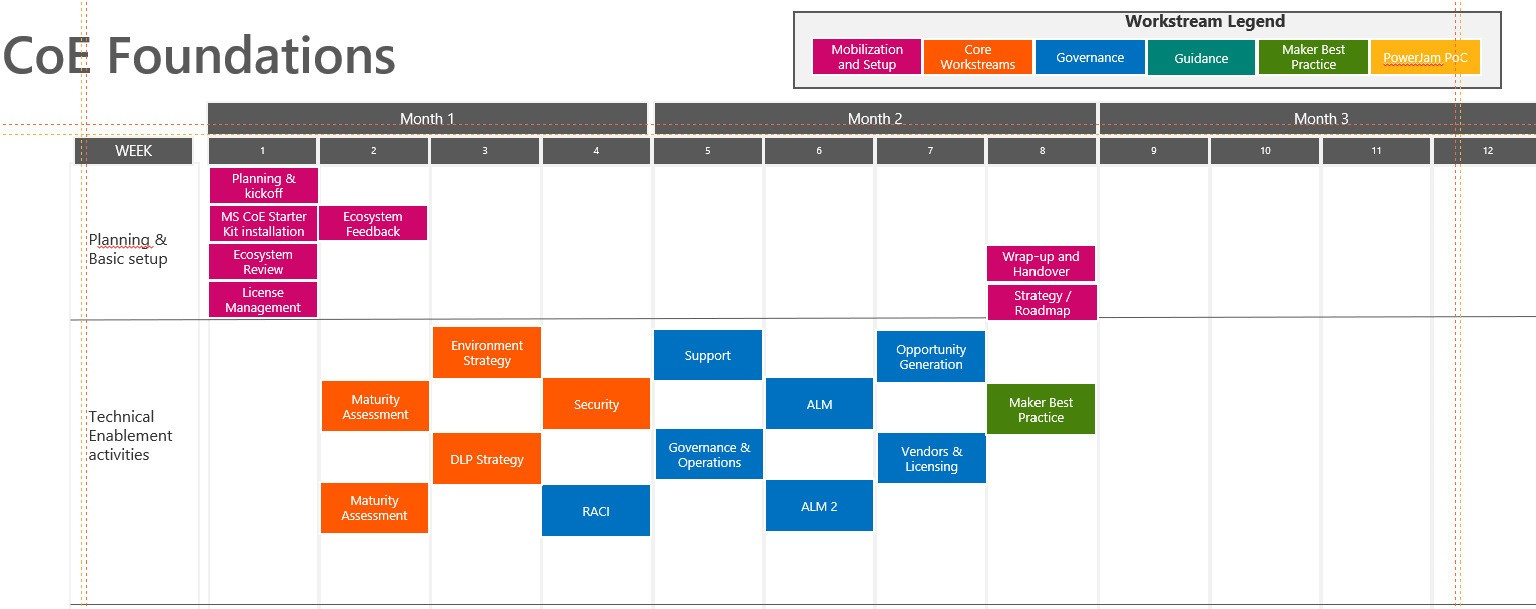 CoE Foundations
Workstream Legend
Mobilization
and Setup
Core
Workstreams
Governance
Guidance
Maker Best
Practice
PowerJam PoC
Month 1
Month 2
Month 3
WEEK
1
2
3
4
5
6
7
8
9
10
11
12
Planning &
Basic setup
Planning &
kickoff
MS CoE Starter
Kit installation
Ecosystem
Feedback
Ecosystem
Review
License
Management
Wrap-up and
Handover
Strategy /
Roadmap
Technical
Enablement
activities
Environment
Strategy
Support
Opportunity
Generation
Maturity
Assessment
Security
ALM
Maker Best
Practice
DLP Strategy
Governance &
Operations
Vendors &
Licensing
Maturity
Assessment
RACI
ALM 2